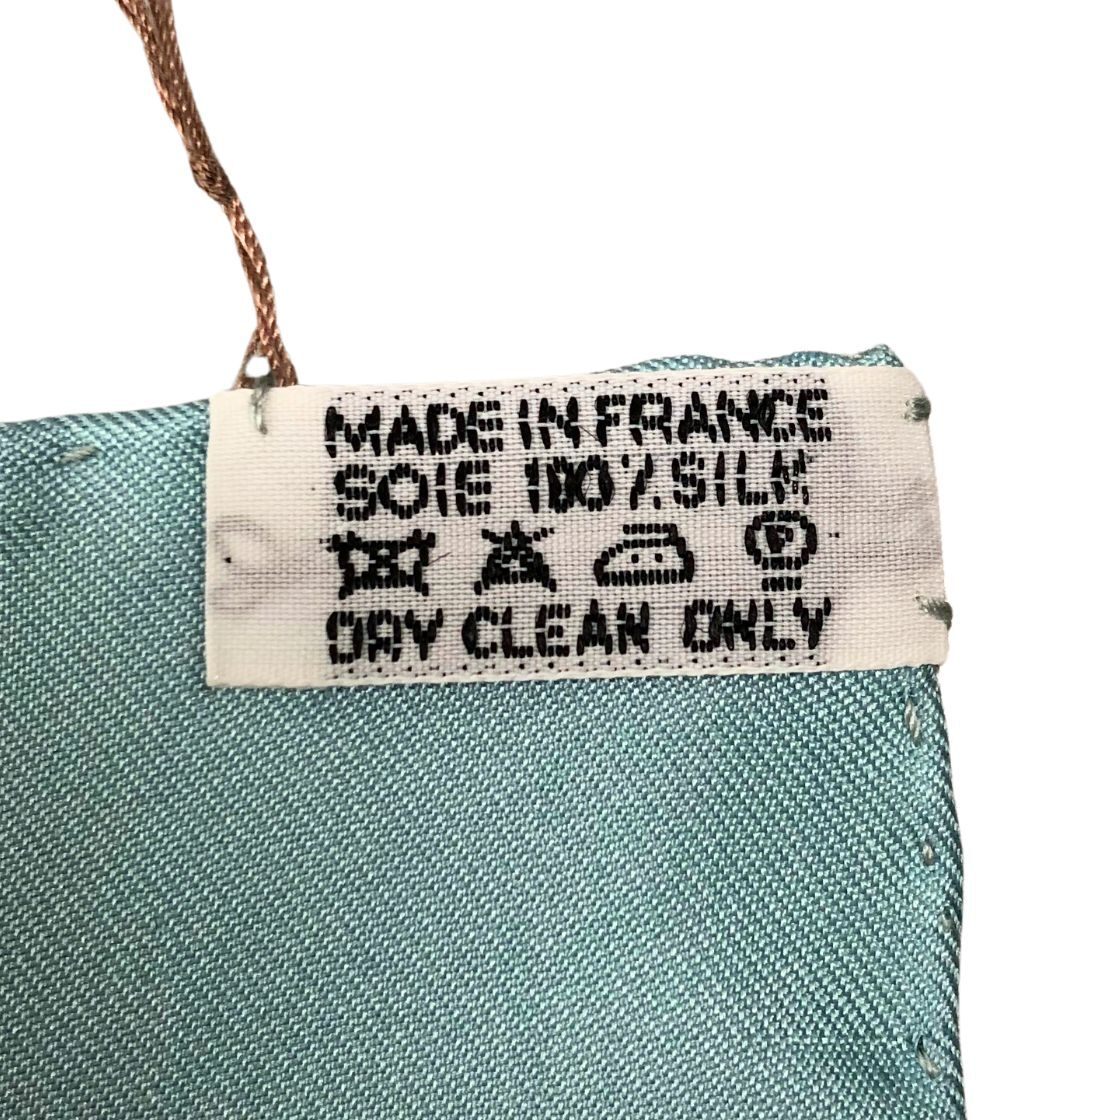 MADE IN FRANCE
SOIE 100% SILK
P
DRY CLEAN ONLY